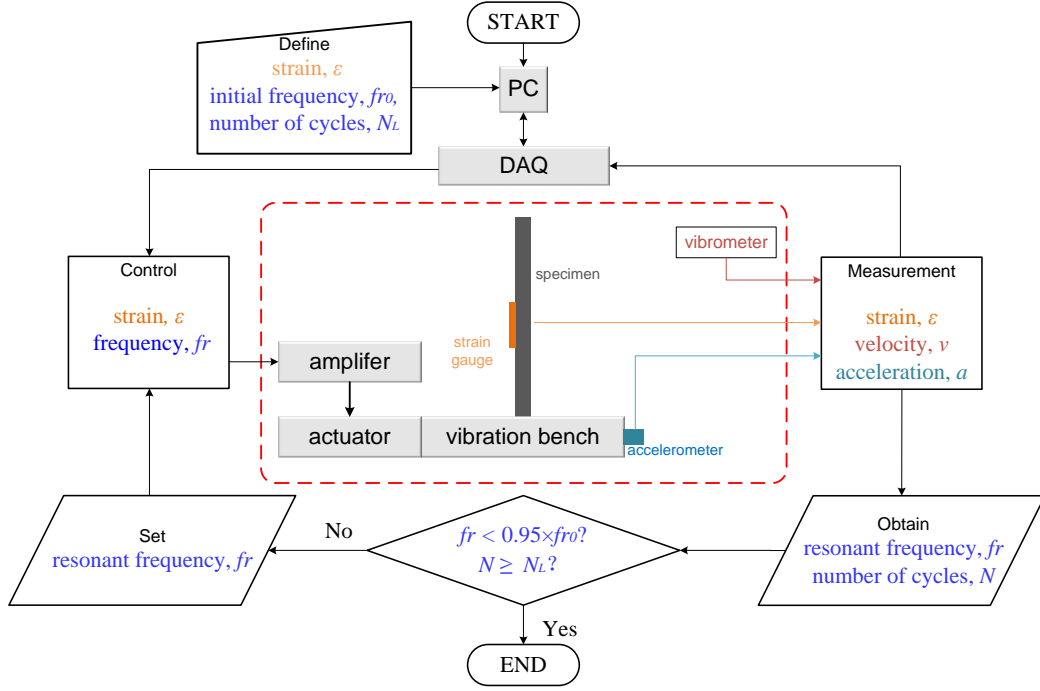 START
Define
strain, ε
initial frequency, fr0,
number of cycles, NL
PC
DAQ
Control
strain, ε
frequency, fr
vibrometer
specimen
strain
gauge
Measurement
strain, ε
velocity, v
acceleration, a
amplifer
actuator
vibration bench
accelerometer
Set
resonant frequency, fr
No
fr < 0.95×fr0?
N ≥ NL?
Obtain
resonant frequency, fr
number of cycles, N
Yes
END